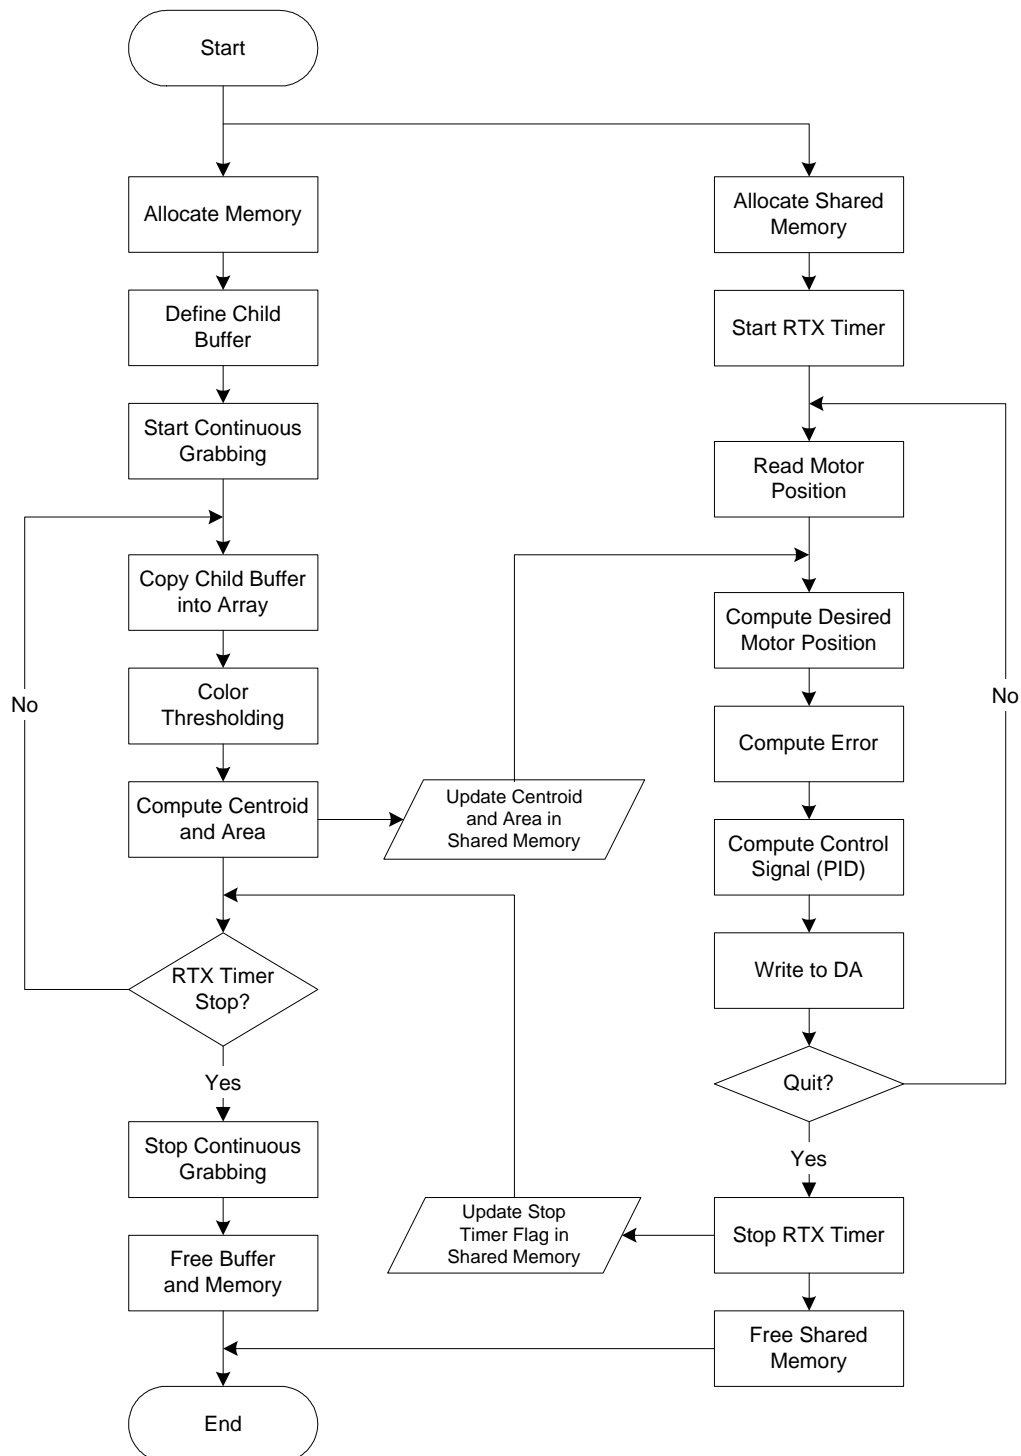 Start
Allocate Memory
Allocate Shared
Memory
Define Child
Buffer
Start RTX Timer
Start Continuous
Grabbing
Read Motor
Position
Copy Child Buffer
into Array
Compute Desired
Motor Position
No
Color
Thresholding
No
Compute Error
Compute Centroid
and Area
Update Centroid
and Area in
Shared Memory
Compute Control
Signal (PID)
RTX Timer
Stop?
Write to DA
Yes
Quit?
Stop Continuous
Grabbing
Yes
Update Stop
Timer Flag in
Shared Memory
Stop RTX Timer
Free Buffer
and Memory
Free Shared
Memory
End